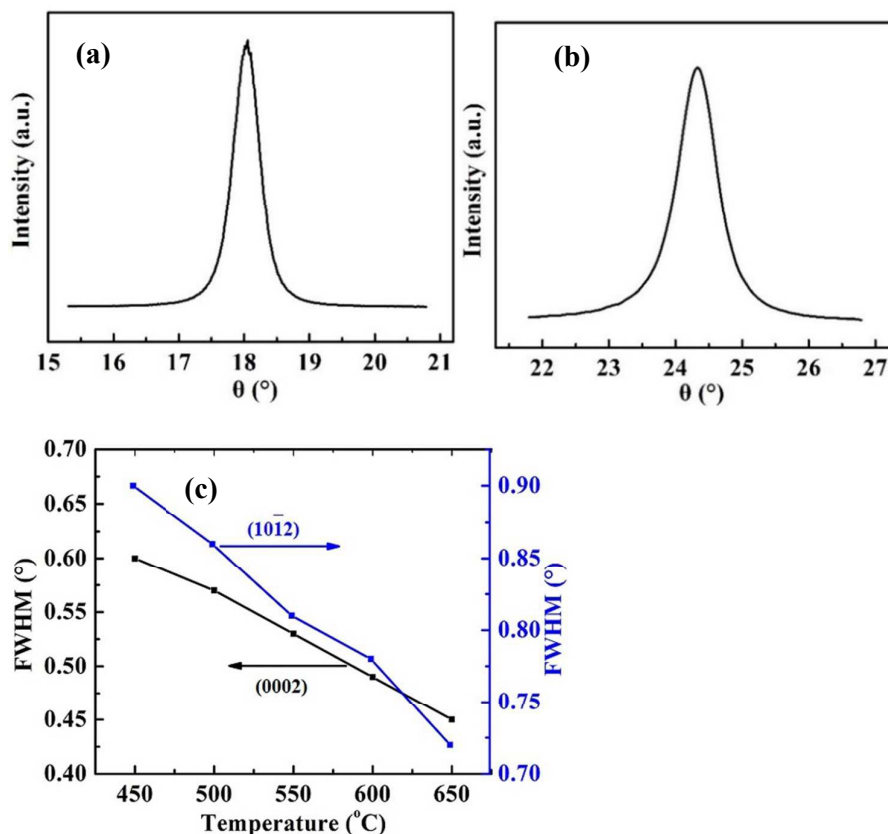 (a)
Intensity (a.u.)
15 16 17 18 19 20 21
θ (°)
(b)
Intensity (a.u.)
22 23 24 25 26 27
θ (°)
(c)
0.70
0.65
0.60
0.55
0.50
0.45
0.40
FWHM (°)
(101̅2)
(0002)
0.90
0.85
0.80
0.75
0.70
FWHM (°)
450 500 550 600 650
Temperature (°C)